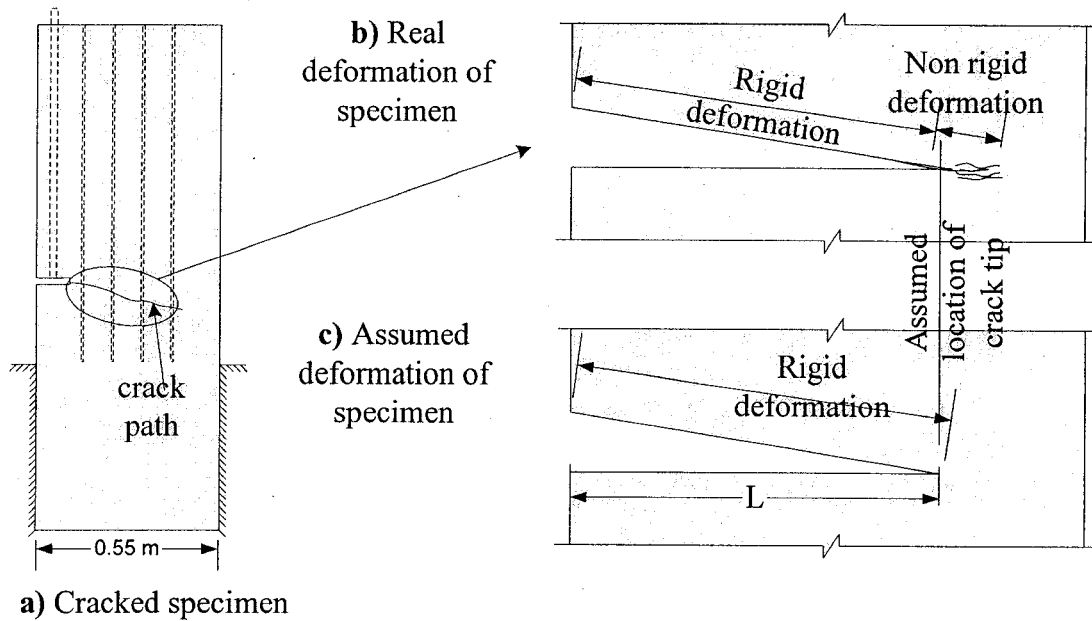 b) Real
deformation of
specimen
Rigid
deformation
Non rigid
deformation
Assumed
location of
crack tip
c) Assumed
deformation of
specimen
Rigid
deformation
L
crack
path
0.55 m
a) Cracked specimen